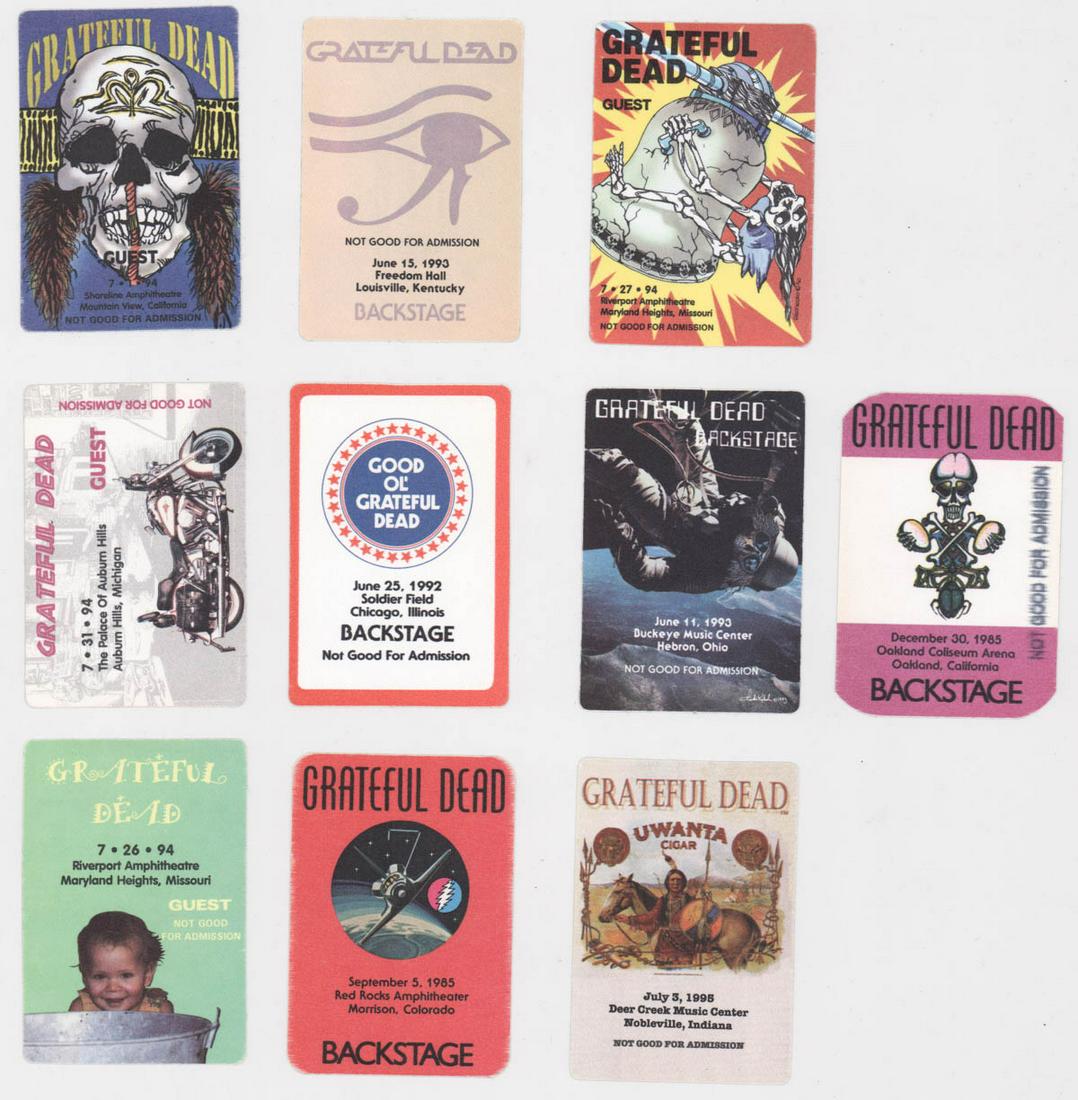 GRATEFUL DEAD
GUEST
Shoreline Amphitheatre
Mountain View, California
NOT GOOD FOR ADMISSION
GRATEFUL DEAD
NOT GOOD FOR ADMISSION
June 15, 1993
Freedom Hall
Louisville, Kentucky
BACKSTAGE
GRATEFUL
DEAD
GUEST
7 • 27 • 94
Riverport Amphitheatre
Maryland Heights, Missouri
NOT GOOD FOR ADMISSION
NOT GOOD FOR ADMISSION
GRATEFUL DEAD
GUEST
7 • 31 • 94
The Palace Of Auburn Hills
Auburn Hills, Michigan
GOOD
OL'
GRATEFUL
DEAD
June 25, 1992
Soldier Field
Chicago, Illinois
BACKSTAGE
Not Good For Admission
GRATEFUL DEAD
BACKSTAGE
June 11, 1993
Buckeye Music Center
Hebron, Ohio
NOT GOOD FOR ADMISSION
GRATEFUL DEAD
NOT GOOD FOR ADMISSION
December 30, 1985
Oakland Coliseum Arena
Oakland, California
BACKSTAGE
GRATEFUL
DEAD
7 • 26 • 94
Riverport Amphitheatre
Maryland Heights, Missouri
GUEST
NOT GOOD
FOR ADMISSION
GRATEFUL DEAD
September 5, 1985
Red Rocks Amphitheater
Morrison, Colorado
BACKSTAGE
GRATEFUL DEAD
UWANTA
CIGAR
July 3, 1995
Deer Creek Music Center
Nobleville, Indiana
NOT GOOD FOR ADMISSION